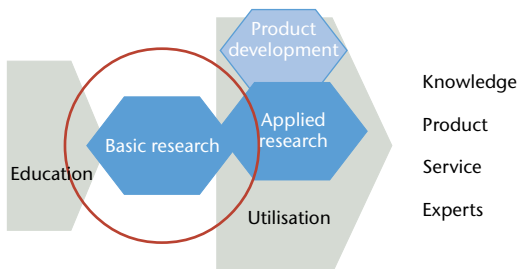 Product
development
Knowledge
Applied
research
Product
Basic research
Education
Service
Utilisation
Experts